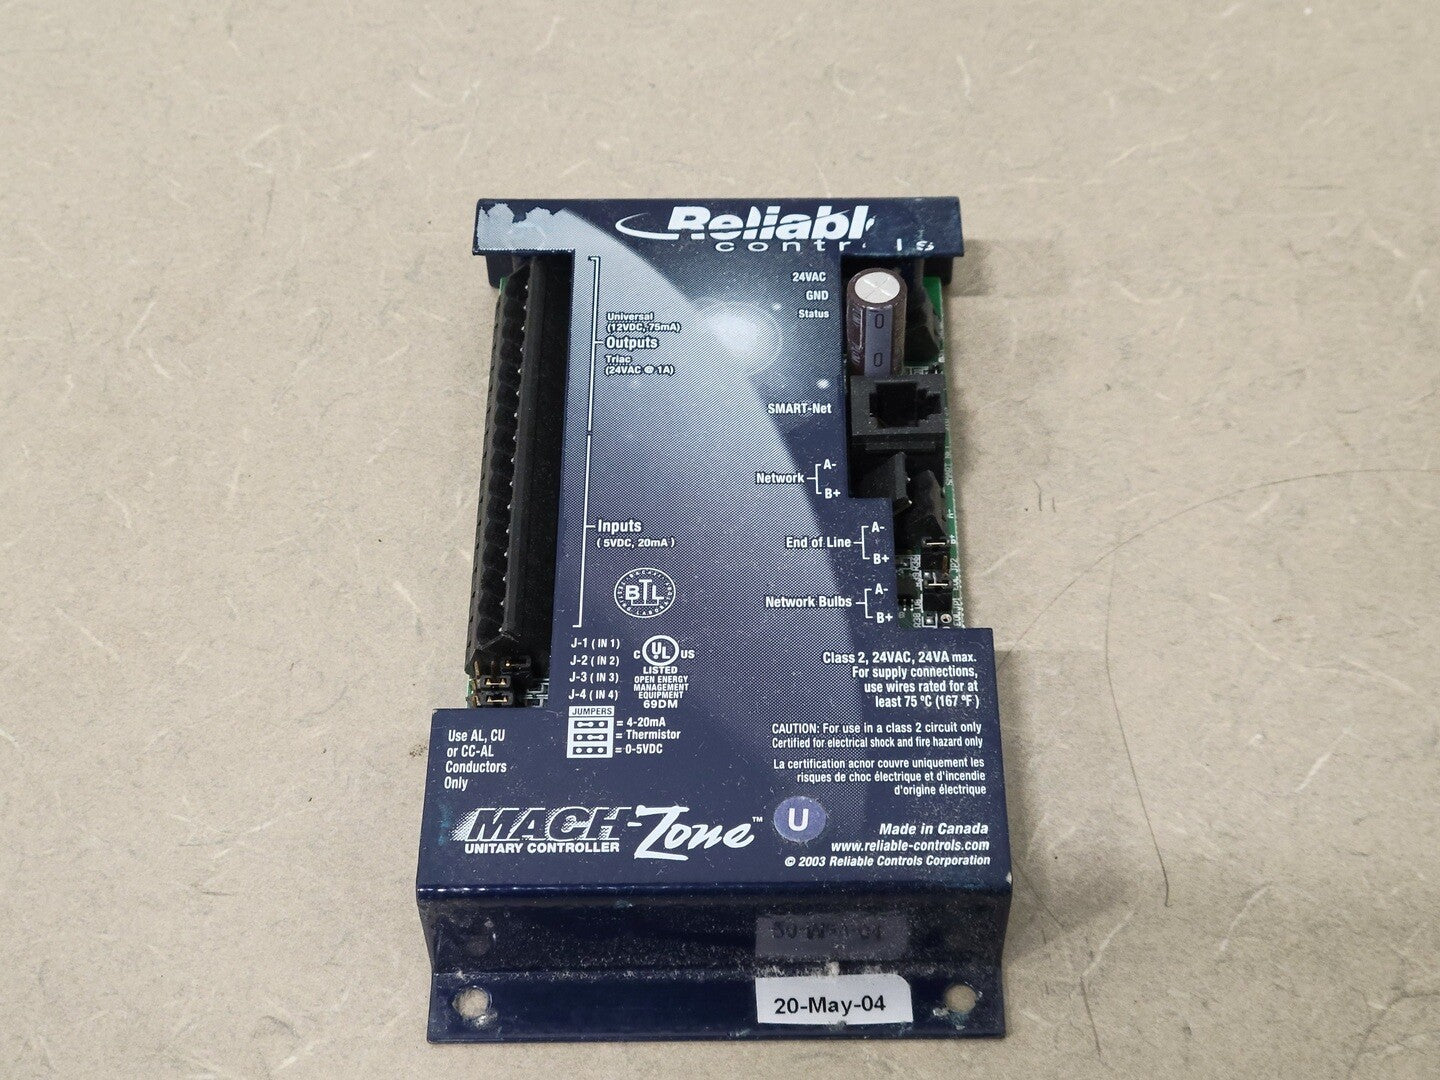 Reliabl
contr ls
24VAC
GND
Status
Universal
(12VDC, 75mA)
Outputs
Triac
(24VAC @ 1A)
SMART-Net
Network
A-
B+
Inputs
(5VDC, 20mA)
End of Line
A-
B+
BTL
Network Bulbs
A-
B+
J-1 (IN 1)
J-2 (IN 2)
J-3 (IN 3)
J-4 (IN 4)
C UL US
LISTED
OPEN ENERGY
MANAGEMENT
EQUIPMENT
69DM
JUMPERS
= 4-20mA
= Thermistor
= 0-5VDC
Class 2, 24VAC, 24VA max.
For supply connections,
use wires rated for at
least 75 ºC (167 ºF)
CAUTION: For use in a class 2 circuit only
Certified for electrical shock and fire hazard only
La certification acnor couvre uniquement les
risques de choc électrique et d'incendie
d'origine électrique
Use AL, CU
or CC-AL
Conductors
Only
MACH-Zone™
UNITARY CONTROLLER
U
Made in Canada
www.reliable-controls.com
© 2003 Reliable Controls Corporation
20-May-04